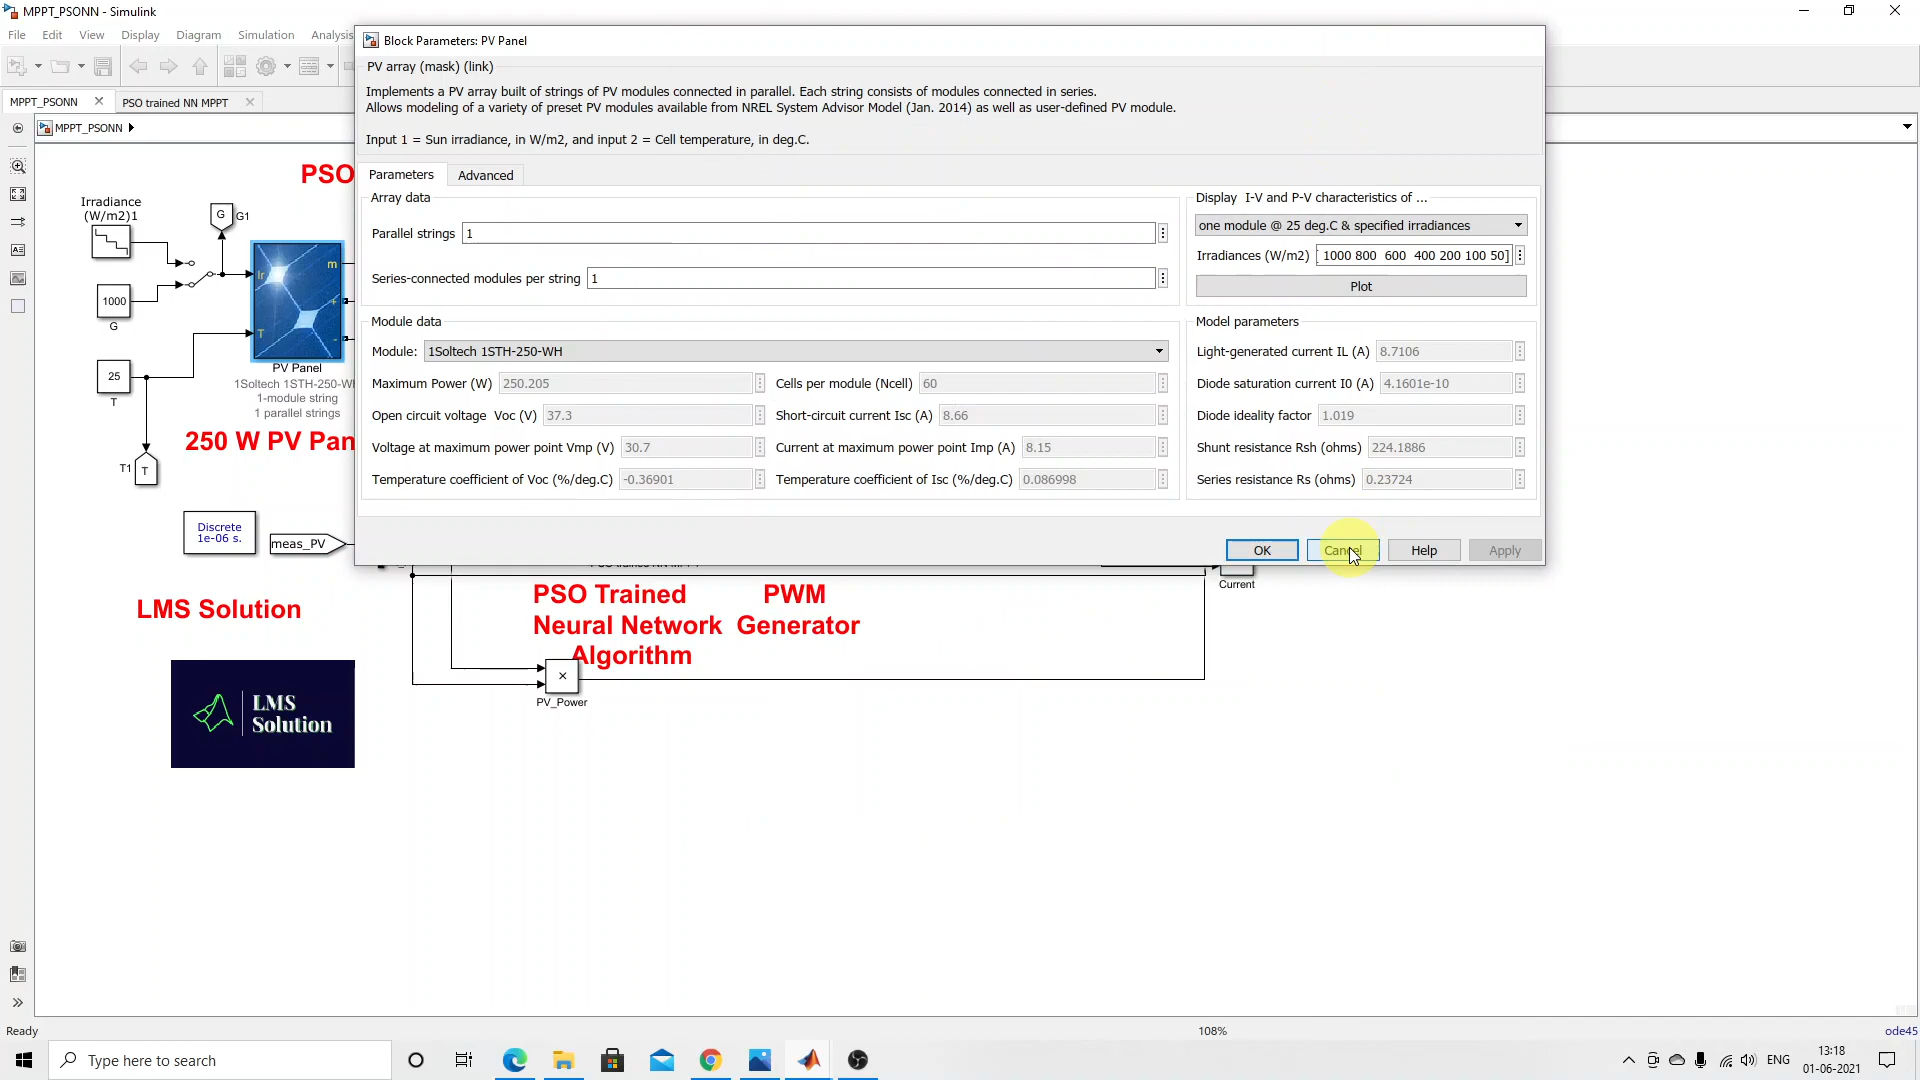 MPPT_PSONN - Simulink
File Edit View Display Diagram Simulation Analysis
MPPT_PSONN
PSO trained NN MPPT
MPPT_PSONN
Block Parameters: PV Panel
PV array (mask) (link)
Implements a PV array built of strings of PV modules connected in parallel. Each string consists of modules connected in series.
Allows modeling of a variety of preset PV modules available from NREL System Advisor Model (Jan. 2014) as well as user-defined PV module.
Input 1 = Sun irradiance, in W/m2, and input 2 = Cell temperature, in deg.C.
Parameters Advanced
Array data
Parallel strings 1
Series-connected modules per string 1
Display I-V and P-V characteristics of ...
one module @ 25 deg.C & specified irradiances
Irradiances (W/m2) [ 1000 800 600 400 200 100 50]
Plot
Module data
Module: 1Soltech 1STH-250-WH
Maximum Power (W) 250.205
Cells per module (Ncell) 60
Open circuit voltage Voc (V) 37.3
Short-circuit current Isc (A) 8.66
Voltage at maximum power point Vmp (V) 30.7
Current at maximum power point Imp (A) 8.15
Temperature coefficient of Voc (%/deg.C) -0.36901
Temperature coefficient of Isc (%/deg.C) 0.086998
Model parameters
Light-generated current IL (A) 8.7106
Diode saturation current I0 (A) 4.1601e-10
Diode ideality factor 1.019
Shunt resistance Rsh (ohms) 224.1886
Series resistance Rs (ohms) 0.23724
OK Cancel Help Apply
PSO
Irradiance
(W/m2)1
G G1
Ir
m
+
T
-
1000
G
25
T
T1 T
PV Panel
1Soltech 1STH-250-WH
1-module string
1 parallel strings
250 W PV Pan
Discrete
1e-06 s.
meas_PV
Current
LMS Solution
PSO Trained
Neural Network
Algorithm
PWM
Generator
×
PV_Power
LMS
Solution
Ready
108%
ode45
Type here to search
ENG
13:18
01-06-2021